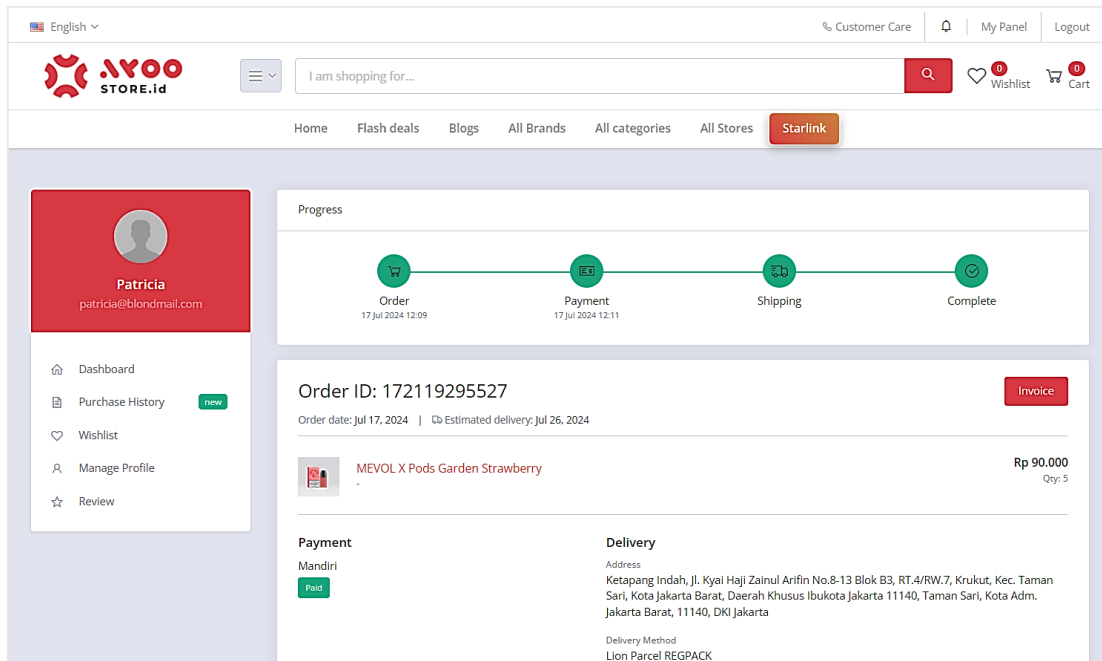 English
Customer Care
My Panel
Logout
AYOO
STORE.id
I am shopping for...
0
Wishlist
0
Cart
Home
Flash deals
Blogs
All Brands
All categories
All Stores
Starlink
Patricia
patricia@blondmail.com
Dashboard
Purchase History
new
Wishlist
Manage Profile
Review
Progress
Order
17 Jul 2024 12:09
Payment
17 Jul 2024 12:11
Shipping
Complete
Order ID: 172119295527
Invoice
Order date: Jul 17, 2024 | Estimated delivery: Jul 26, 2024
MEVOL X Pods Garden Strawberry
-
Rp 90.000
Qty: 5
Payment
Mandiri
Paid
Delivery
Address
Ketapang Indah, Jl. Kyai Haji Zainul Arifin No.8-13 Blok B3, RT.4/RW.7, Krukut, Kec. Taman
Sari, Kota Jakarta Barat, Daerah Khusus Ibukota Jakarta 11140, Taman Sari, Kota Adm.
Jakarta Barat, 11140, DKI Jakarta
Delivery Method
Lion Parcel REGPACK